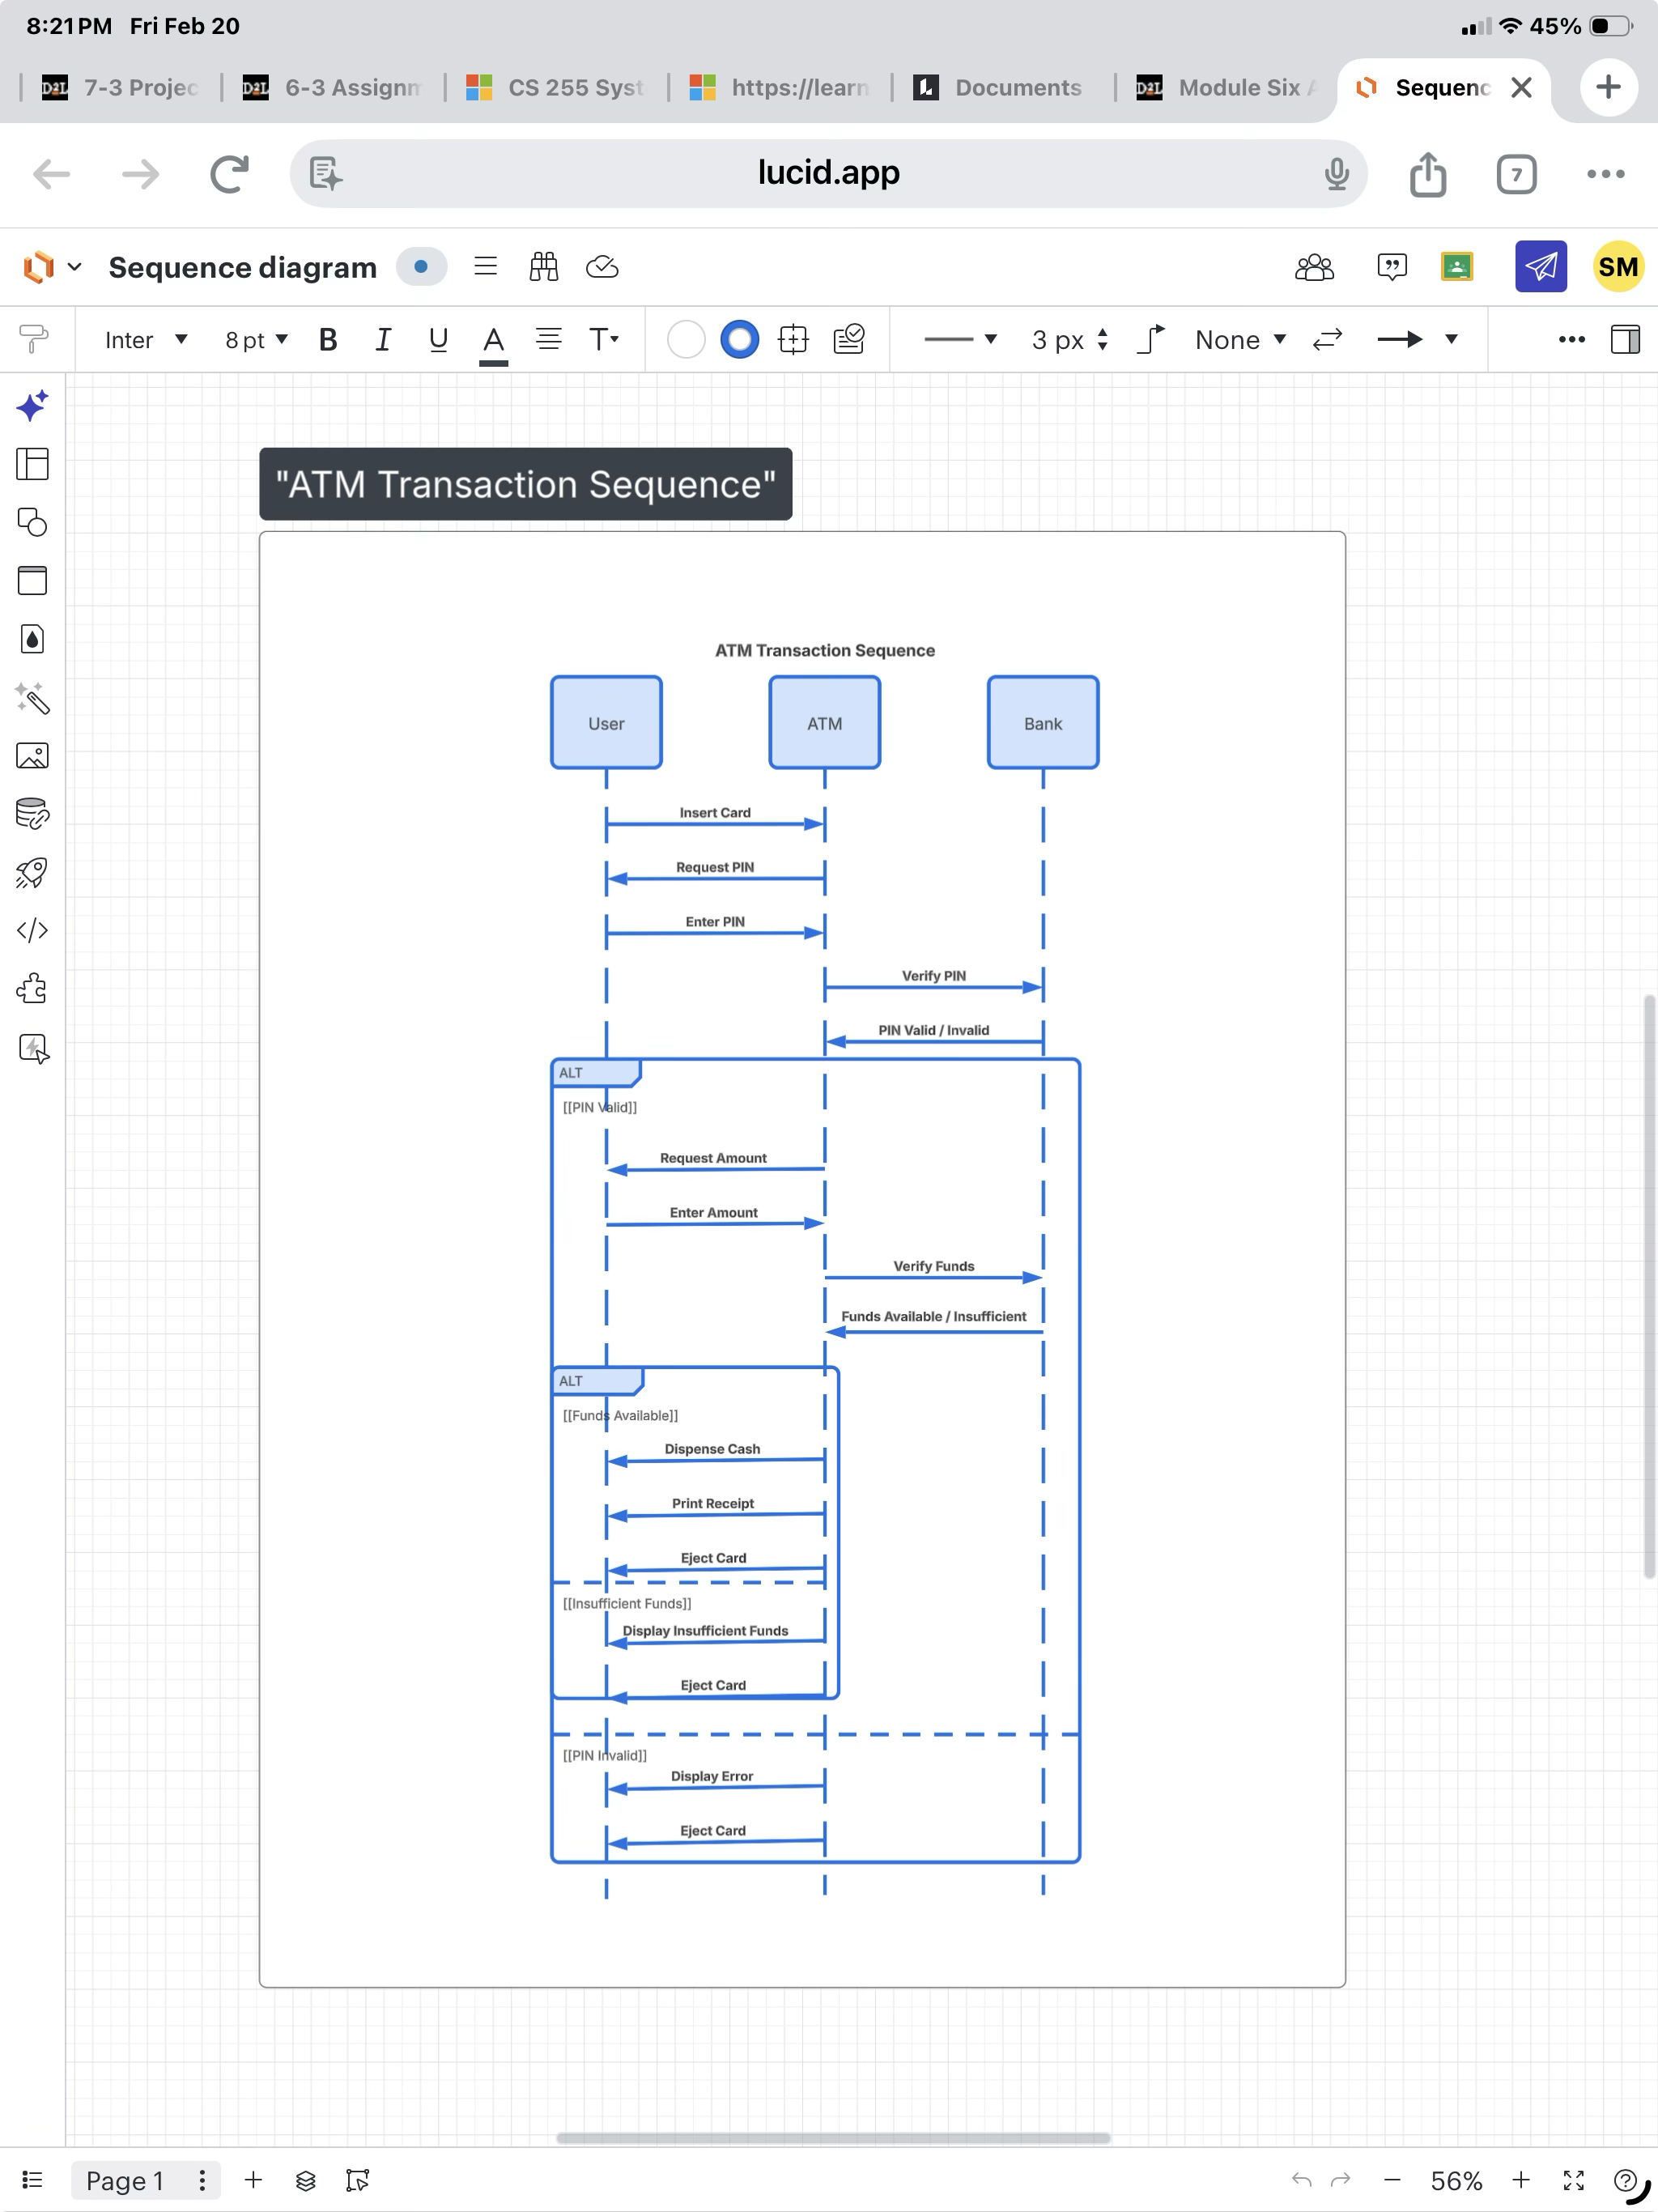 8:21 PM Fri Feb 20
45%
7-3 Projec
6-3 Assignm
CS 255 Syst
https://learn
Documents
Module Six A
Sequenc
lucid.app
7
Sequence diagram
SM
Inter
8 pt
B
I
U
A
T
3 px
None
"ATM Transaction Sequence"
ATM Transaction Sequence
User
ATM
Bank
Insert Card
Request PIN
Enter PIN
Verify PIN
PIN Valid / Invalid
ALT
[[PIN Valid]]
Request Amount
Enter Amount
Verify Funds
Funds Available / Insufficient
ALT
[[Funds Available]]
Dispense Cash
Print Receipt
Eject Card
[[Insufficient Funds]]
Display Insufficient Funds
Eject Card
[[PIN Invalid]]
Display Error
Eject Card
Page 1
56%